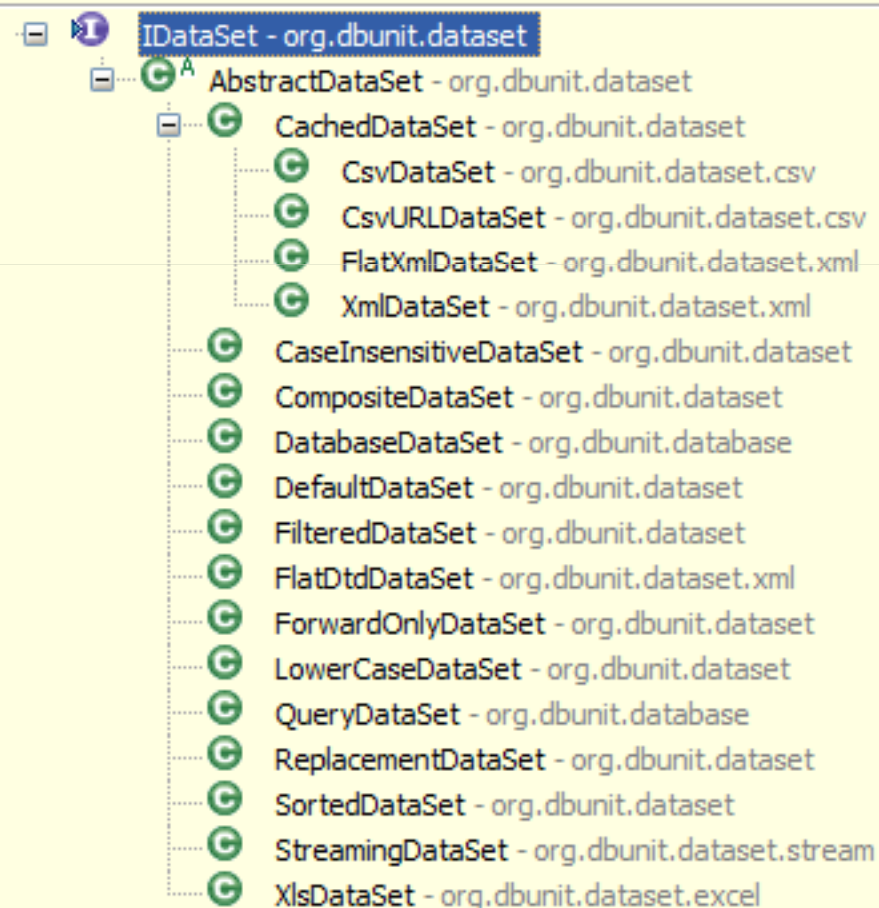 IDataSet - org.dbunit.dataset
AbstractDataSet - org.dbunit.dataset
CachedDataSet - org.dbunit.dataset
CsvDataSet - org.dbunit.dataset.csv
CsvURLDataSet - org.dbunit.dataset.csv
FlatXmlDataSet - org.dbunit.dataset.xml
XmlDataSet - org.dbunit.dataset.xml
CaseInsensitiveDataSet - org.dbunit.dataset
CompositeDataSet - org.dbunit.dataset
DatabaseDataSet - org.dbunit.database
DefaultDataSet - org.dbunit.dataset
FilteredDataSet - org.dbunit.dataset
FlatDtdDataSet - org.dbunit.dataset.xml
ForwardOnlyDataSet - org.dbunit.dataset
LowerCaseDataSet - org.dbunit.dataset
QueryDataSet - org.dbunit.database
ReplacementDataSet - org.dbunit.dataset
SortedDataSet - org.dbunit.dataset
StreamingDataSet - org.dbunit.dataset.stream
XlsDataSet - org.dbunit.dataset.excel